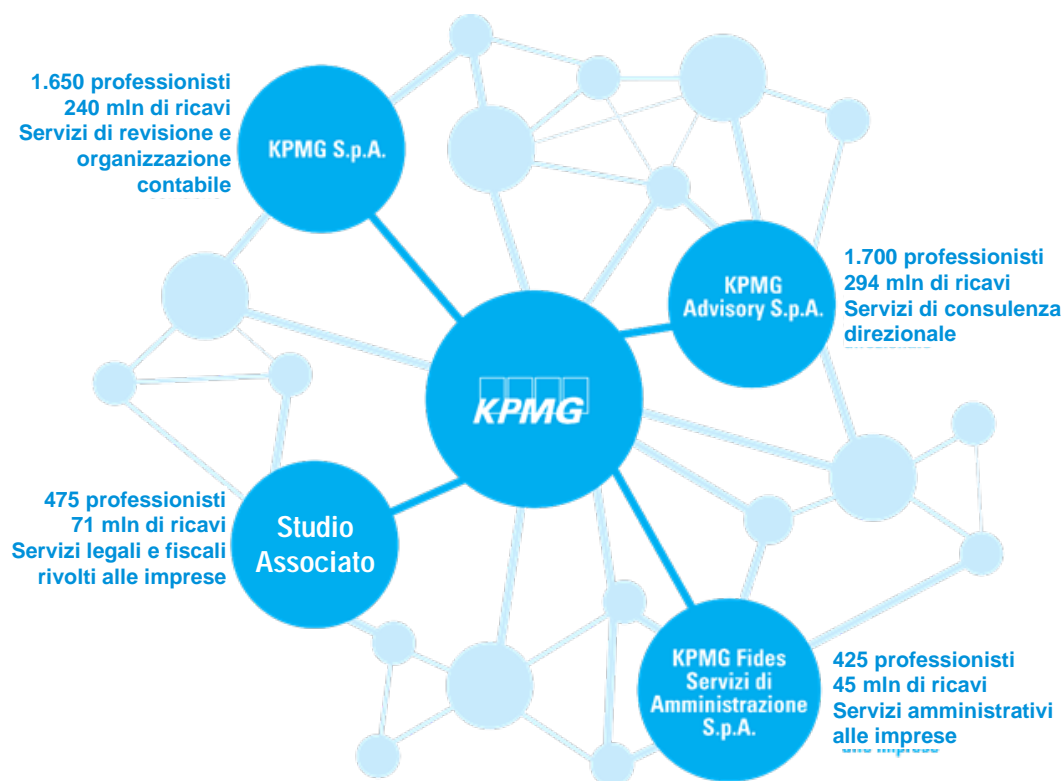 1.650 professionisti
240 mln di ricavi
Servizi di revisione e
organizzazione
contabile
KPMG S.p.A.
KPMG
Advisory S.p.A.
1.700 professionisti
294 mln di ricavi
Servizi di consulenza
direzionale
KPMG
475 professionisti
71 mln di ricavi
Servizi legali e fiscali
rivolti alle imprese
Studio
Associato
KPMG Fides
Servizi di
Amministrazione
S.p.A.
425 professionisti
45 mln di ricavi
Servizi amministrativi
alle imprese